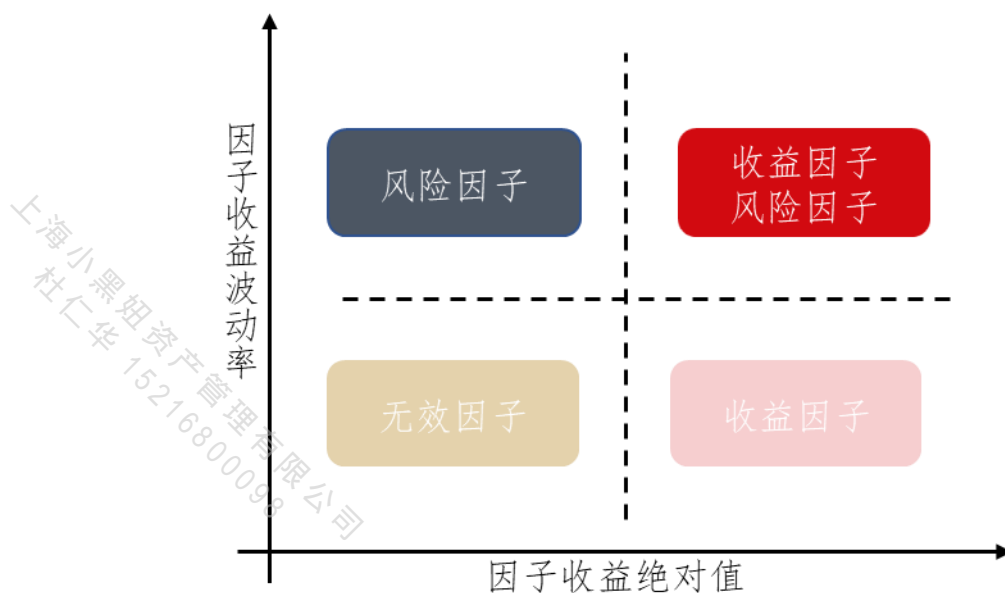 因子收益波动率
风险因子
收益因子
风险因子
无效因子
收益因子
因子收益绝对值
上海小黑妞资产管理有限公司
杜仁华 15216800098